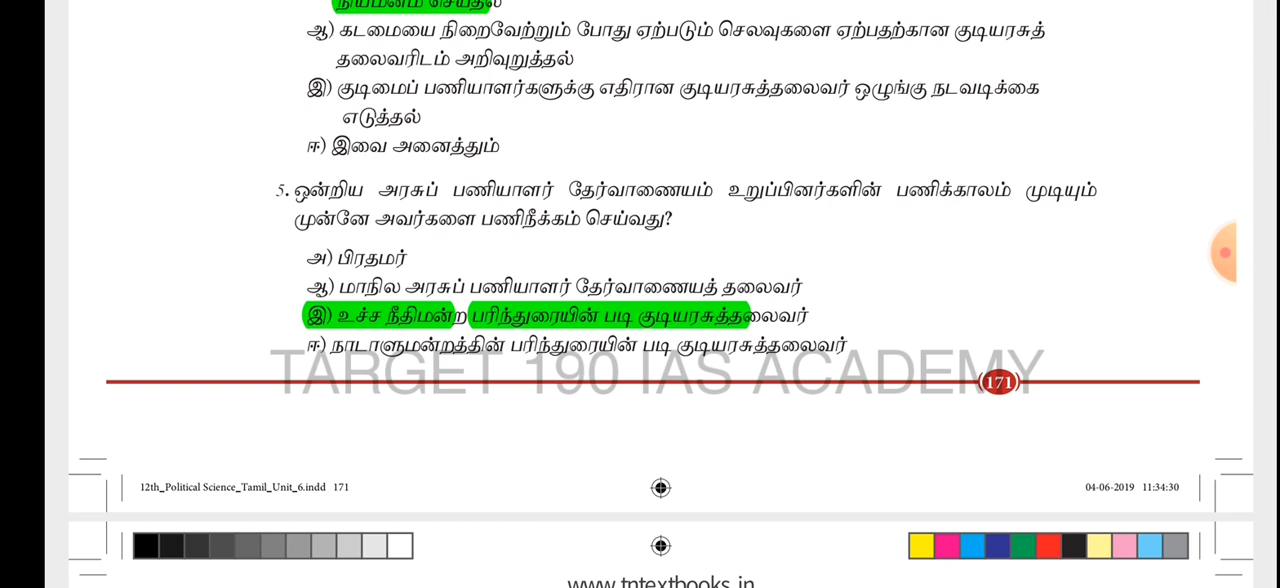 நியமனம் செய்தல்
ஆ) கடமையை நிறைவேற்றும் போது ஏற்படும் செலவுகளை ஏற்பதற்கான குடியரசுத்
தலைவரிடம் அறிவுறுத்தல்
இ) குடிமைப் பணியாளர்களுக்கு எதிரான குடியரசுத்தலைவர் ஒழுங்கு நடவடிக்கை
எடுத்தல்
ஈ) இவை அனைத்தும்
5. ஒன்றிய அரசுப் பணியாளர் தேர்வாணையம் உறுப்பினர்களின் பணிக்காலம் முடியும்
முன்னே அவர்களை பணிநீக்கம் செய்வது?
அ) பிரதமர்
ஆ) மாநில அரசுப் பணியாளர் தேர்வாணையத் தலைவர்
இ) உச்ச நீதிமன்ற பரிந்துரையின் படி குடியரசுத்தலைவர்
ஈ) நாடாளுமன்றத்தின் பரிந்துரையின் படி குடியரசுத்தலைவர்
TARGET 190 IAS ACADEMY
171
12th_Political Science_Tamil_Unit_6.indd 171 04-06-2019 11:34:30
www.tntextbooks.in